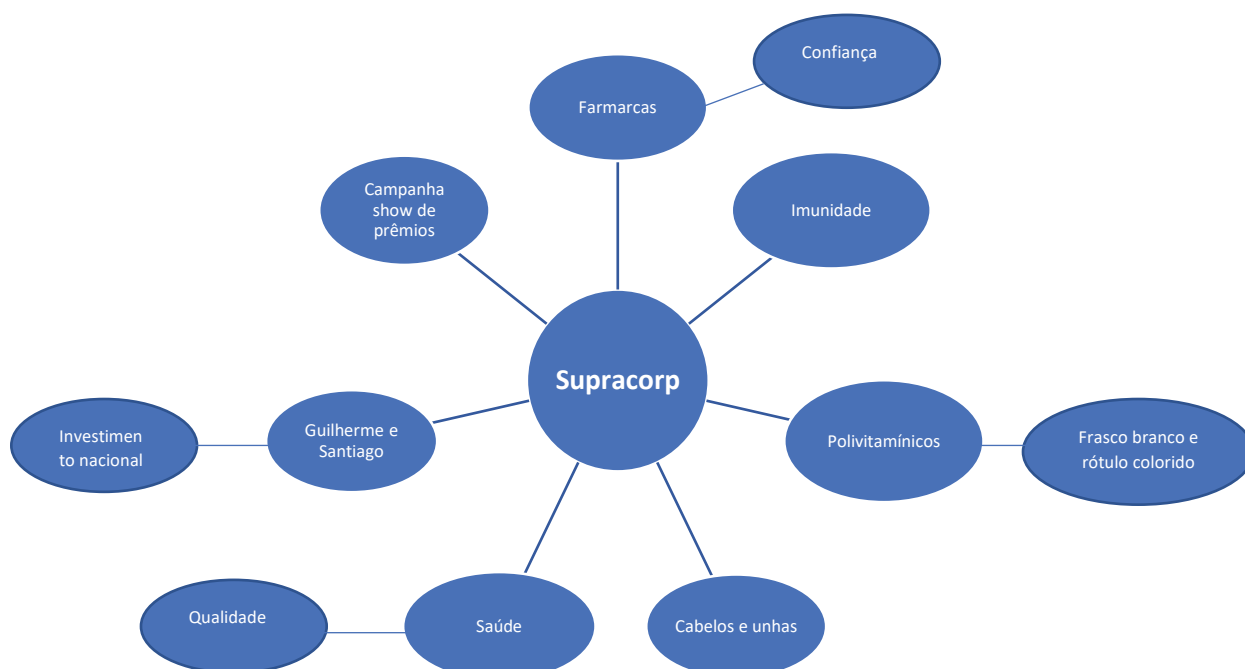 Confiança
Farmarcas
Campanha
show de
prêmios
Imunidade
Supracorp
Investimen
to nacional
Guilherme e
Santiago
Polivitamínicos
Frasco branco e
rótulo colorido
Qualidade
Saúde
Cabelos e unhas